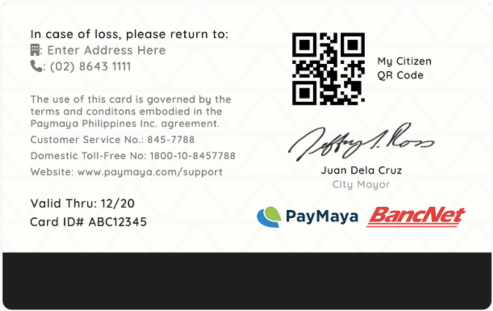 In case of loss, please return to:
: Enter Address Here
: (02) 8643 1111
The use of this card is governed by the
terms and conditons embodied in the
Paymaya Philippines Inc. agreement.
Customer Service No.: 845-7788
Domestic Toll-Free No: 1800-10-8457788
Website: www.paymaya.com/support
Valid Thru: 12/20
Card ID# ABC12345
My Citizen
QR Code
Jeffry S. Ross
Juan Dela Cruz
City Mayor
PayMaya
BancNet